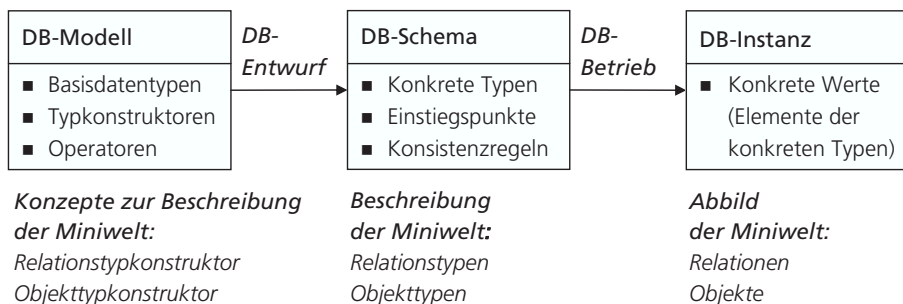 DB-Modell
■ Basisdatentypen
■ Typkonstruktoren
■ Operatoren
DB-
Entwurf
DB-Schema
■ Konkrete Typen
■ Einstiegspunkte
■ Konsistenzregeln
DB-
Betrieb
DB-Instanz
■ Konkrete Werte
(Elemente der
konkreten Typen)
Konzepte zur Beschreibung
der Miniwelt:
Relationstypkonstruktor
Objekttypkonstruktor
Beschreibung
der Miniwelt:
Relationstypen
Objekttypen
Abbild
der Miniwelt:
Relationen
Objekte